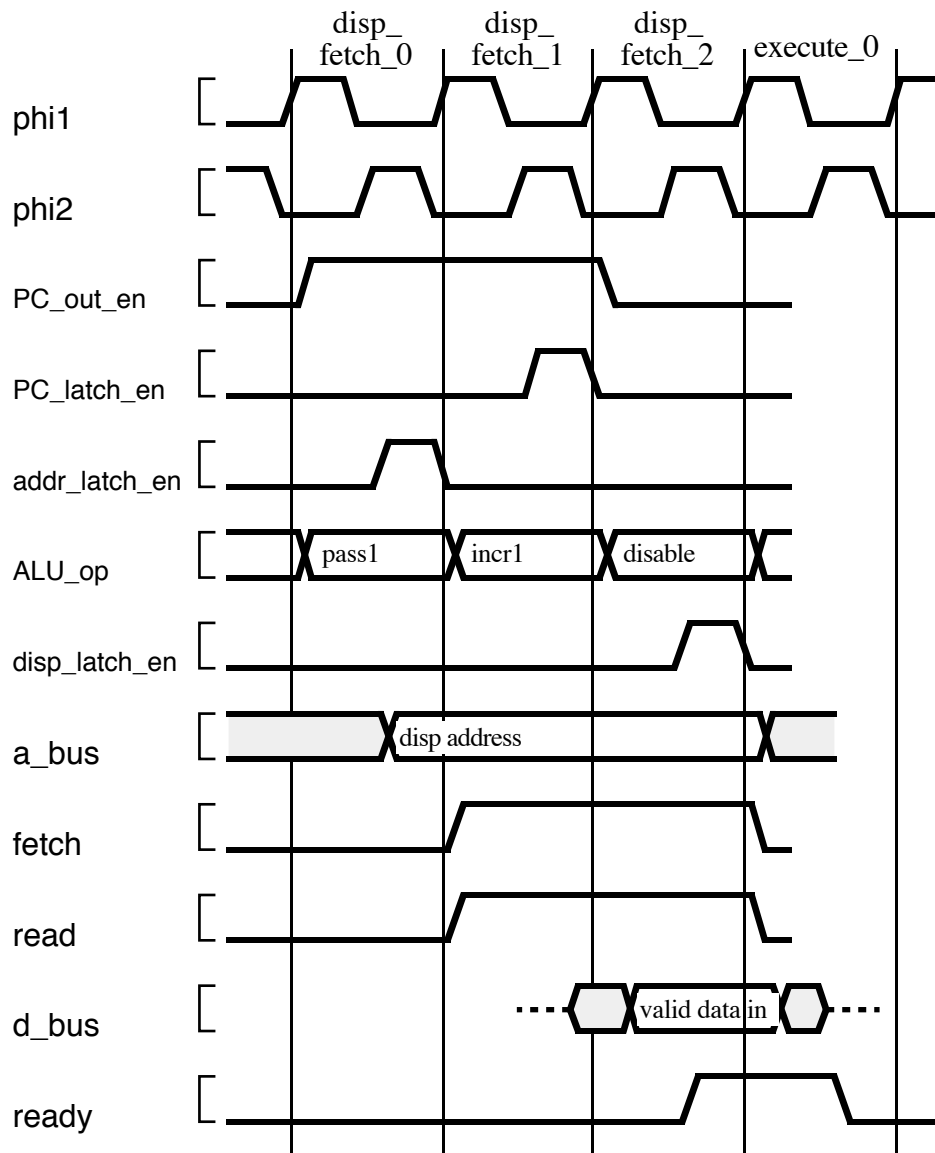 disp_
fetch_0
disp_
fetch_1
disp_
fetch_2
execute_0
phi1
phi2
PC_out_en
PC_latch_en
addr_latch_en
ALU_op
pass1
incr1
disable
disp_latch_en
a_bus
disp address
fetch
read
d_bus
valid data in
ready